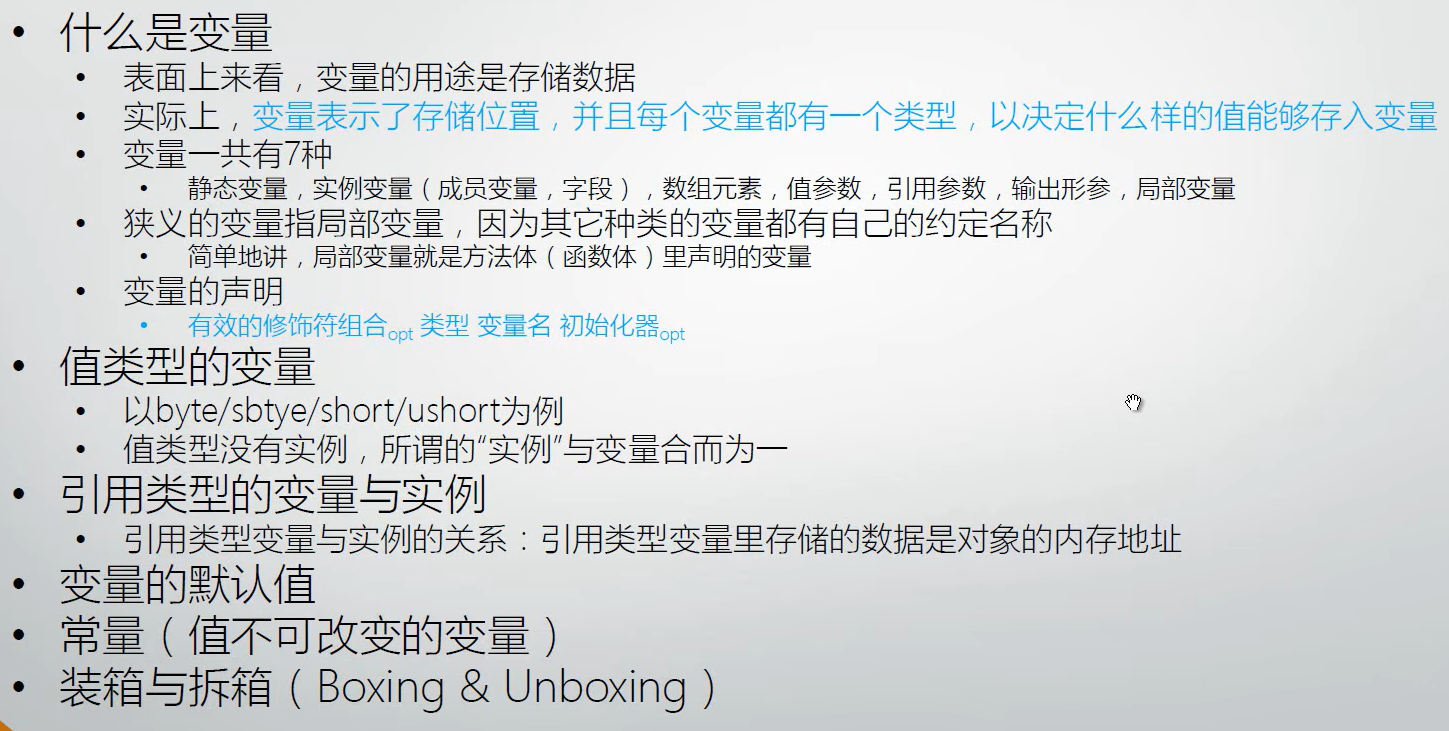 • 什么是变量
• 表面上来看，变量的用途是存储数据
• 实际上，变量表示了存储位置，并且每个变量都有一个类型，以决定什么样的值能够存入变量
• 变量一共有7种
• 静态变量，实例变量（成员变量，字段），数组元素，值参数，引用参数，输出形参，局部变量
• 狭义的变量指局部变量，因为其它种类的变量都有自己的约定名称
• 简单地讲，局部变量就是方法体（函数体）里声明的变量
• 变量的声明
• 有效的修饰符组合opt 类型 变量名 初始化器opt
• 值类型的变量
• 以byte/sbtye/short/ushort为例
• 值类型没有实例，所谓的“实例”与变量合而为一
• 引用类型的变量与实例
• 引用类型变量与实例的关系：引用类型变量里存储的数据是对象的内存地址
• 变量的默认值
• 常量（值不可改变的变量）
• 装箱与拆箱（Boxing & Unboxing）